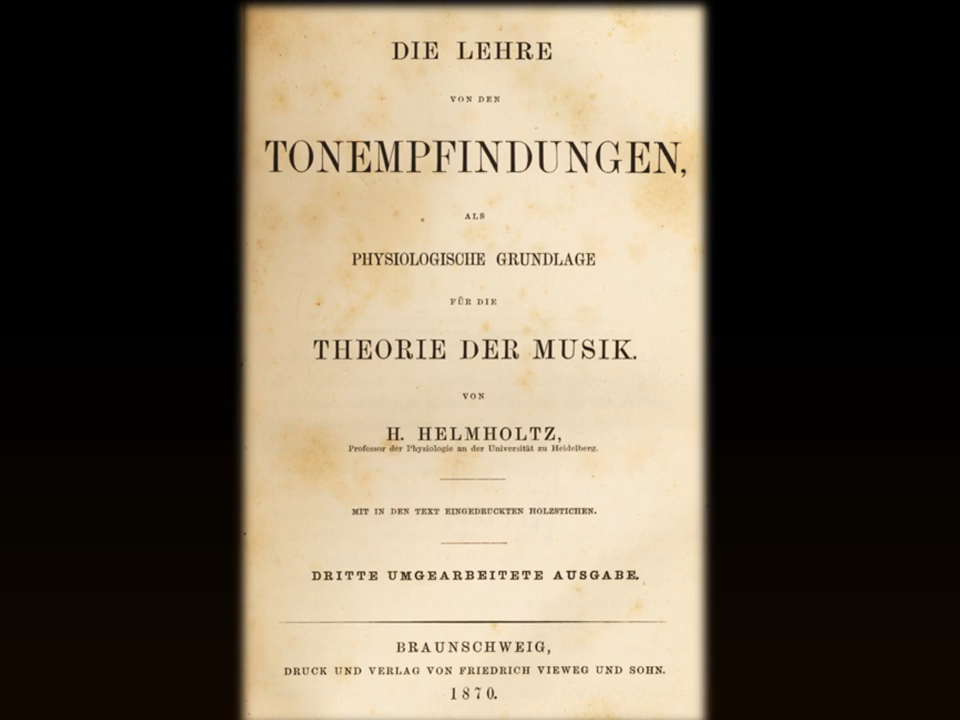 DIE LEHRE
VON DEN
TONEMPFINDUNGEN,
ALS
PHYSIOLOGISCHE GRUNDLAGE
FÜR DIE
THEORIE DER MUSIK.
VON
H. HELMHOLTZ,
Professor der Physiologie an der Universität zu Heidelberg.
MIT IN DEN TEXT EINGEDRUCKTEN HOLZSTICHEN.
DRITTE UMGEARBEITETE AUSGABE.
BRAUNSCHWEIG,
DRUCK UND VERLAG VON FRIEDRICH VIEWEG UND SOHN.
1870.